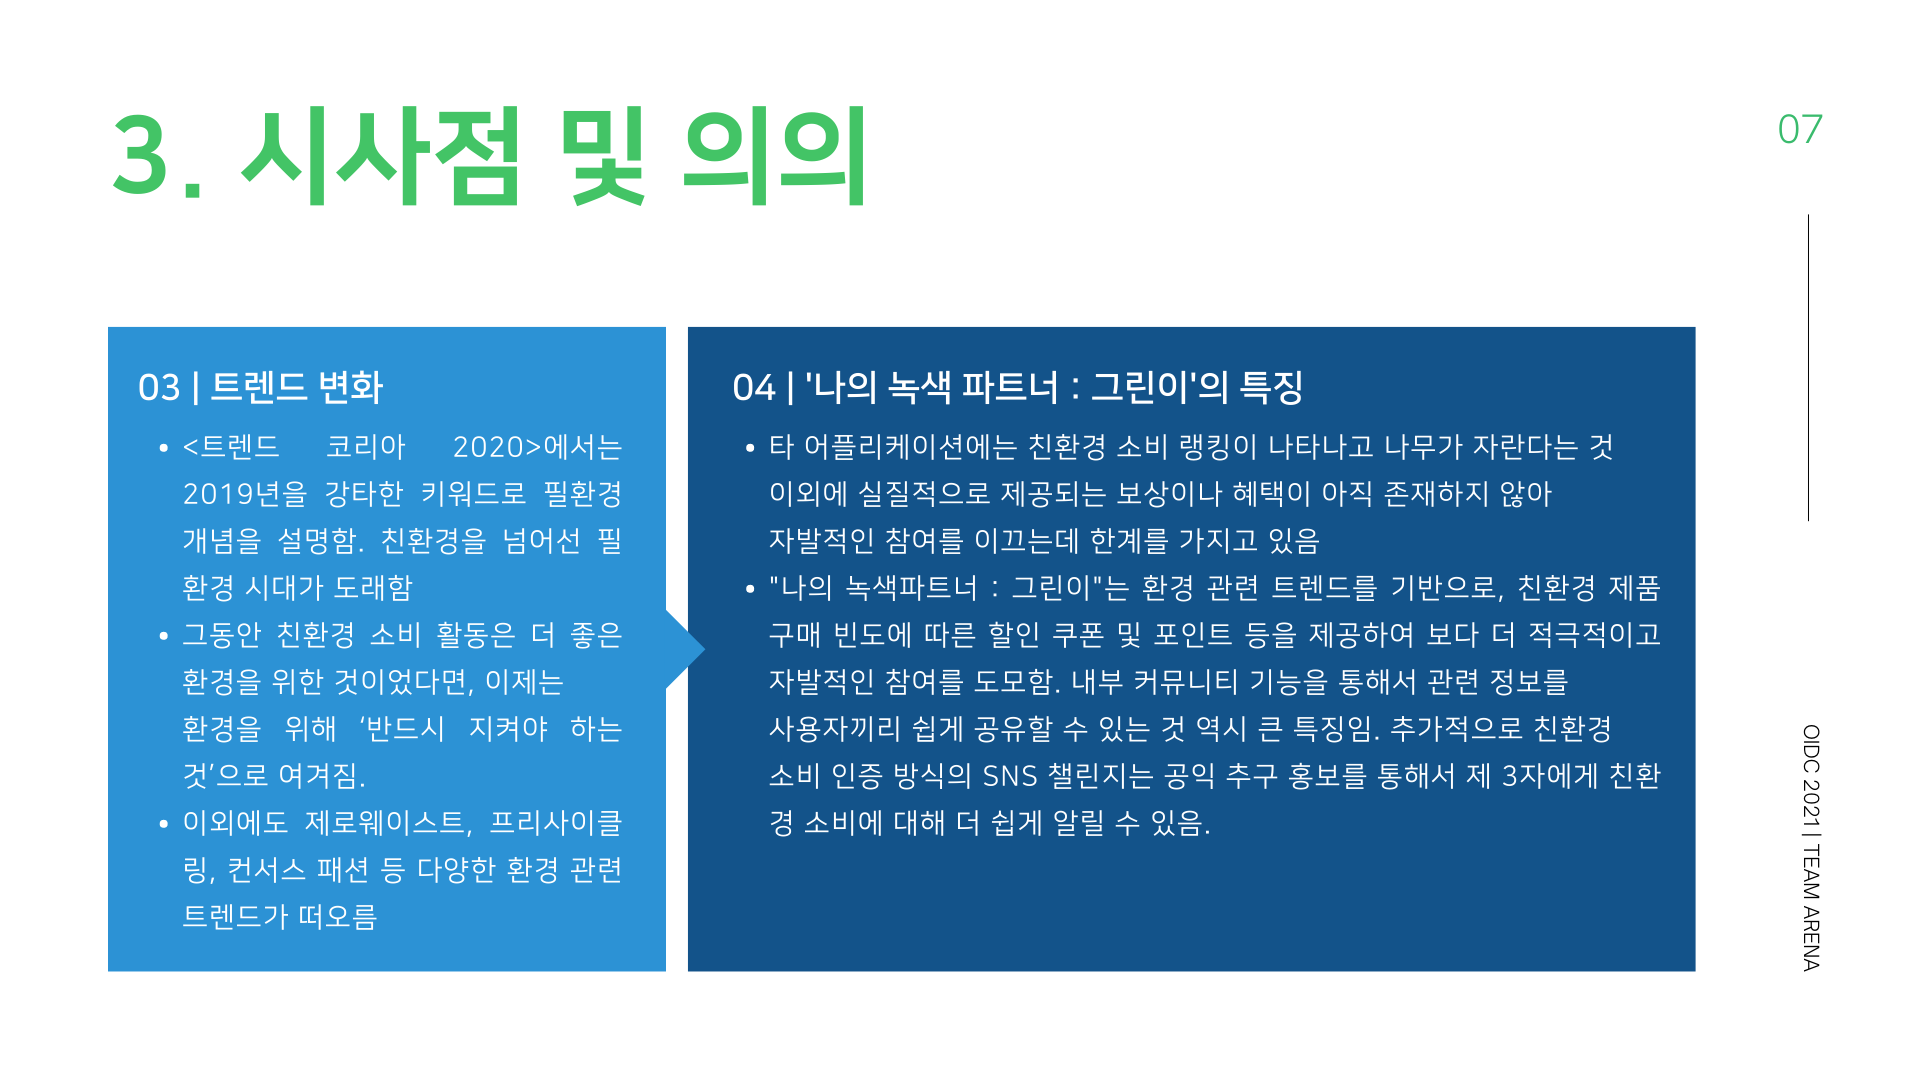 3. 시사점 및 의의
07
03 | 트렌드 변화
• <트렌드 코리아 2020>에서는
2019년을 강타한 키워드로 필환경
개념을 설명함. 친환경을 넘어선 필
환경 시대가 도래함
• 그동안 친환경 소비 활동은 더 좋은
환경을 위한 것이었다면, 이제는
환경을 위해 ‘반드시 지켜야 하는
것’으로 여겨짐.
• 이외에도 제로웨이스트, 프리사이클
링, 컨서스 패션 등 다양한 환경 관련
트렌드가 떠오름
04 | '나의 녹색 파트너 : 그린이'의 특징
• 타 어플리케이션에는 친환경 소비 랭킹이 나타나고 나무가 자란다는 것
이외에 실질적으로 제공되는 보상이나 혜택이 아직 존재하지 않아
자발적인 참여를 이끄는데 한계를 가지고 있음
• "나의 녹색파트너 : 그린이"는 환경 관련 트렌드를 기반으로, 친환경 제품
구매 빈도에 따른 할인 쿠폰 및 포인트 등을 제공하여 보다 더 적극적이고
자발적인 참여를 도모함. 내부 커뮤니티 기능을 통해서 관련 정보를
사용자끼리 쉽게 공유할 수 있는 것 역시 큰 특징임. 추가적으로 친환경
소비 인증 방식의 SNS 챌린지는 공익 추구 홍보를 통해서 제 3자에게 친환
경 소비에 대해 더 쉽게 알릴 수 있음.
OIDC 2021 | TEAM ARENA